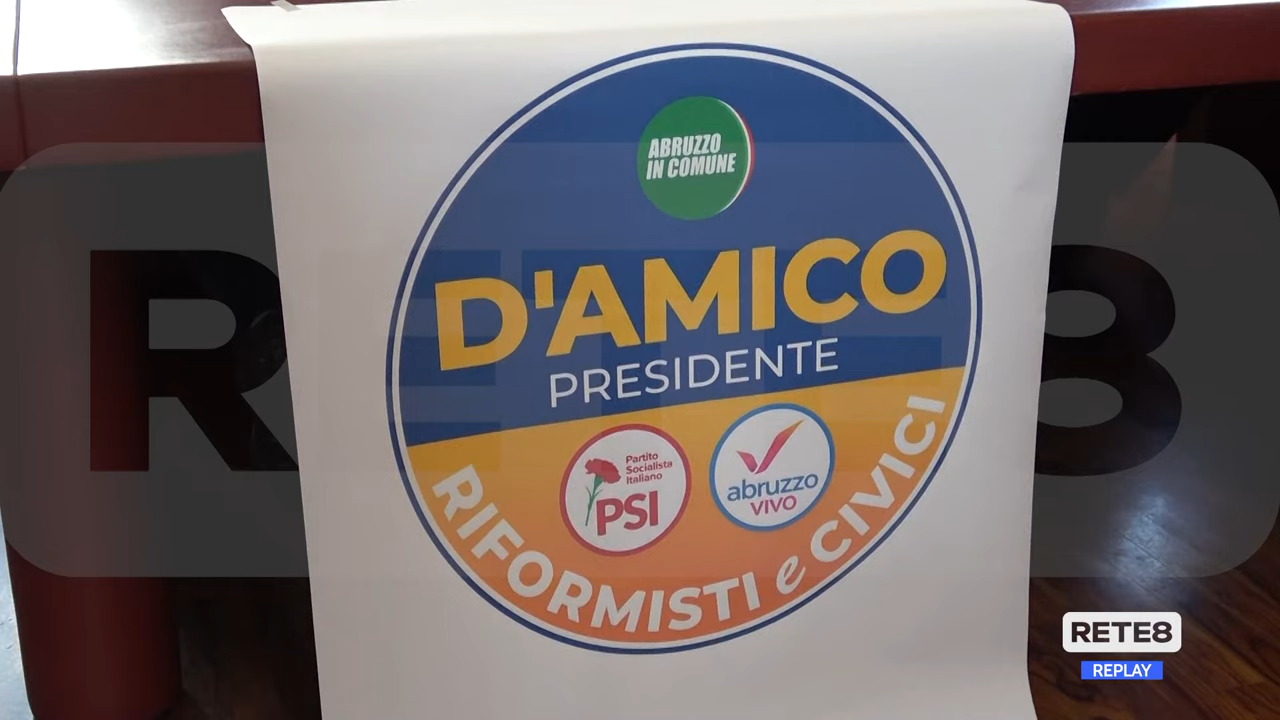 ABRUZZO
IN COMUNE
D'AMICO
PRESIDENTE
Partito
Socialista
Italiano
PSI
abruzzo
VIVO
RIFORMISTI e CIVICI
RETE8
RETE8
REPLAY